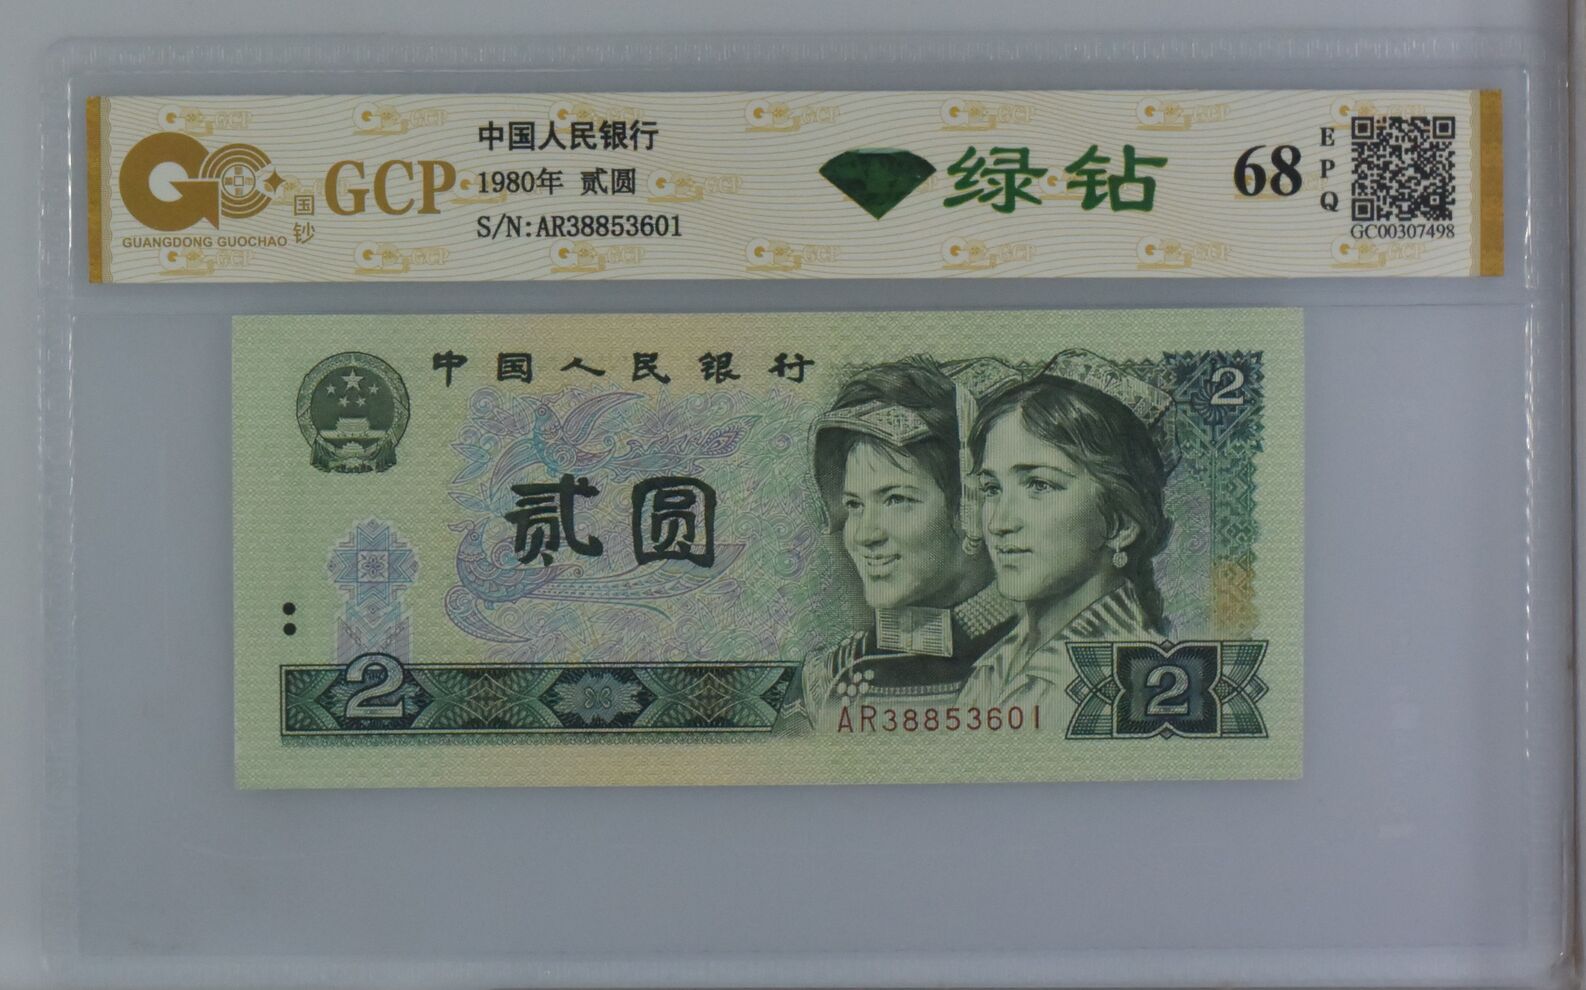 中国人民银行
GCP
1980年 贰圆
S/N:AR38853601
国钞
GUANGDONG GUOCHAO
绿钻
68
EPQ
GC00307498
中国人民银行
2
贰圆
2
2
AR38853601